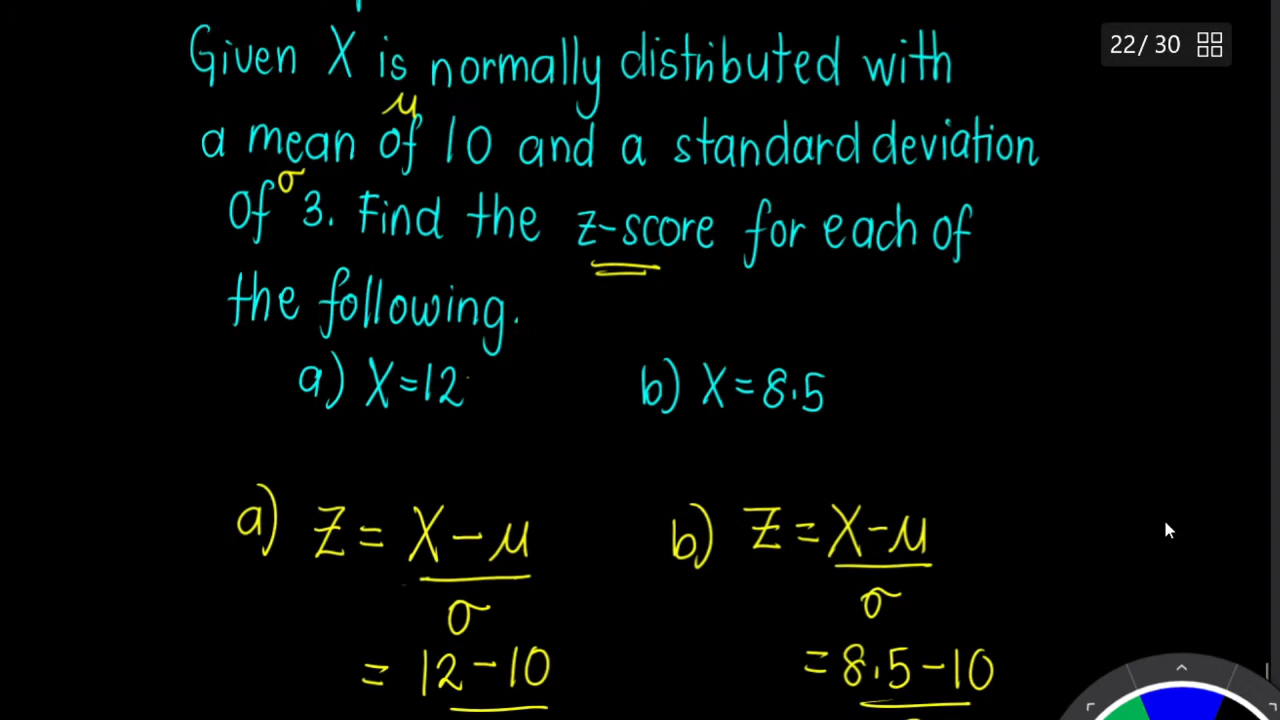 22/ 30
Given X is normally distributed with
μ
a mean of 10 and a standard deviation
σ
of 3. Find the z-score for each of
the following.
a) X=12 b) X=8.5
a) Z = X-μ b) Z = X-μ
σ σ
= 12-10 = 8.5-10